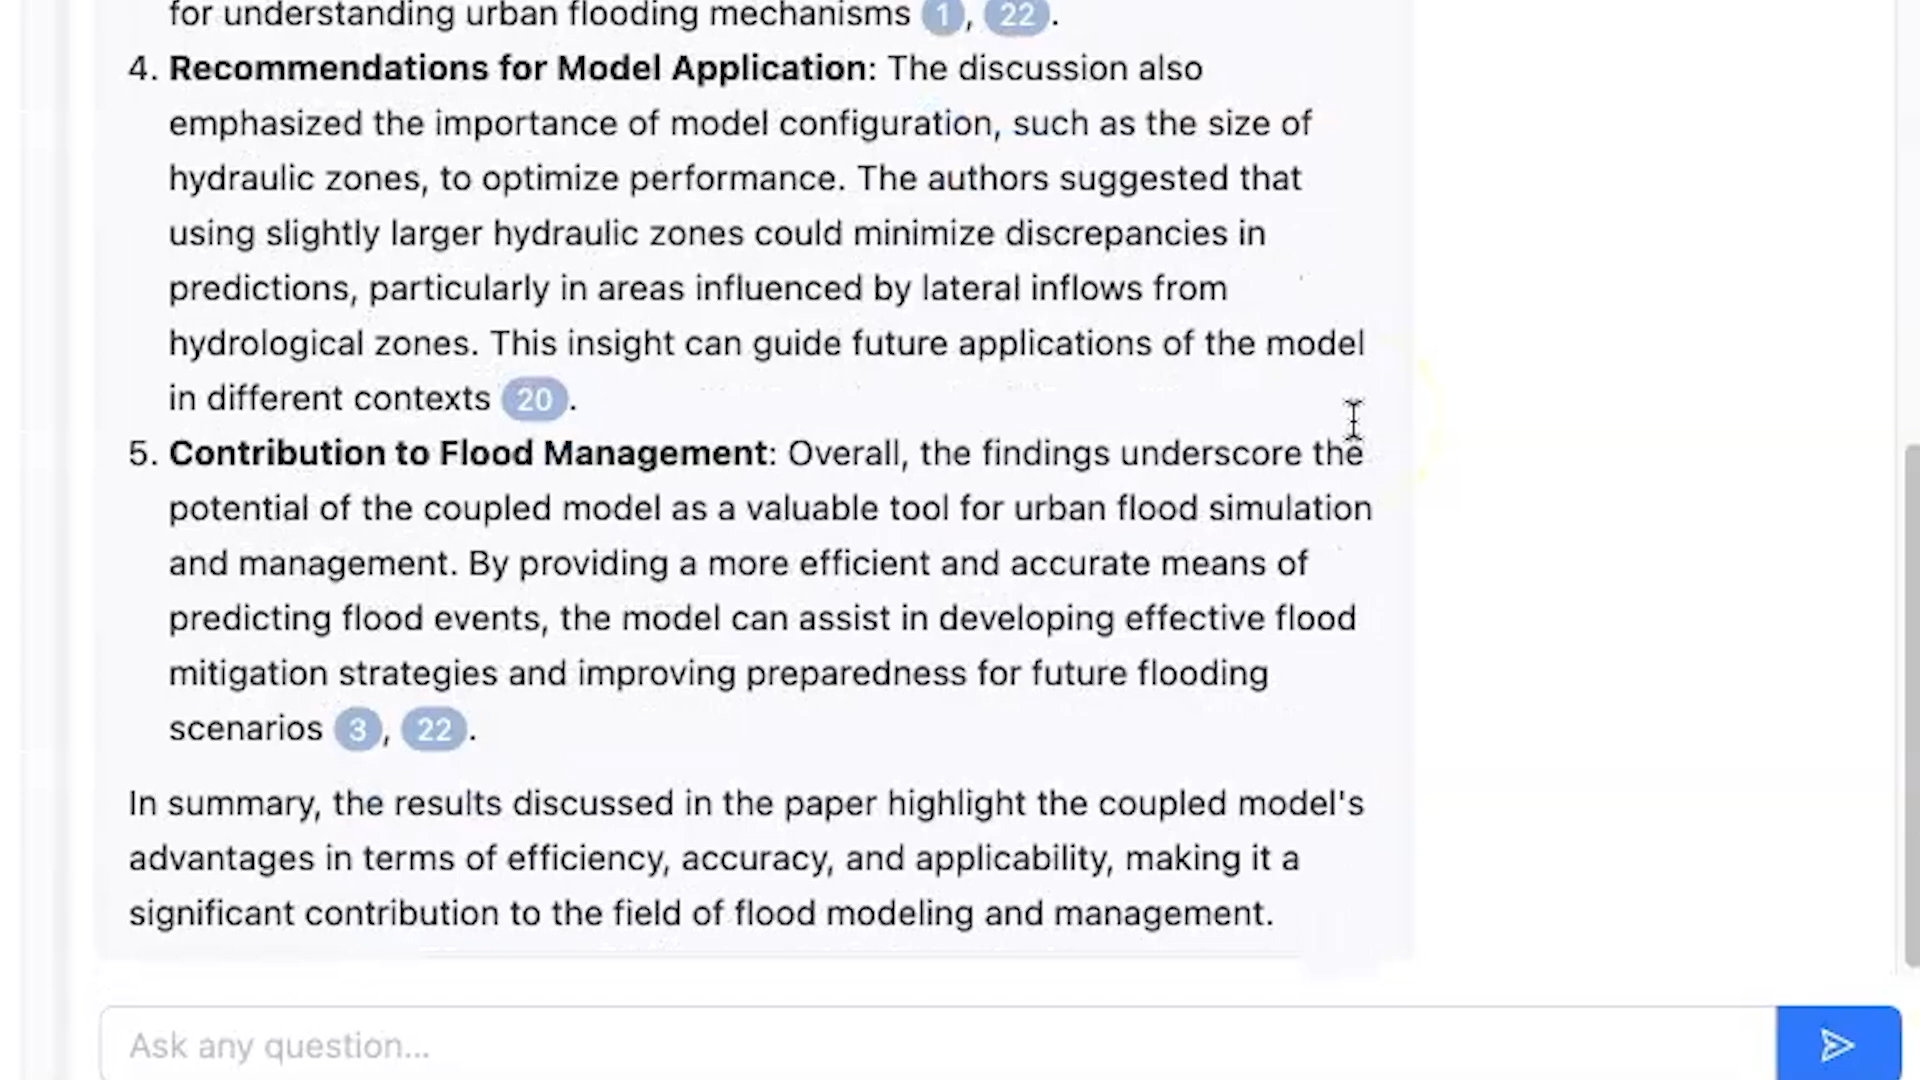 for understanding urban flooding mechanisms 1, 22.
4. Recommendations for Model Application: The discussion also
emphasized the importance of model configuration, such as the size of
hydraulic zones, to optimize performance. The authors suggested that
using slightly larger hydraulic zones could minimize discrepancies in
predictions, particularly in areas influenced by lateral inflows from
hydrological zones. This insight can guide future applications of the model
in different contexts 20.
5. Contribution to Flood Management: Overall, the findings underscore the
potential of the coupled model as a valuable tool for urban flood simulation
and management. By providing a more efficient and accurate means of
predicting flood events, the model can assist in developing effective flood
mitigation strategies and improving preparedness for future flooding
scenarios 3, 22.
In summary, the results discussed in the paper highlight the coupled model's
advantages in terms of efficiency, accuracy, and applicability, making it a
significant contribution to the field of flood modeling and management.
Ask any question...